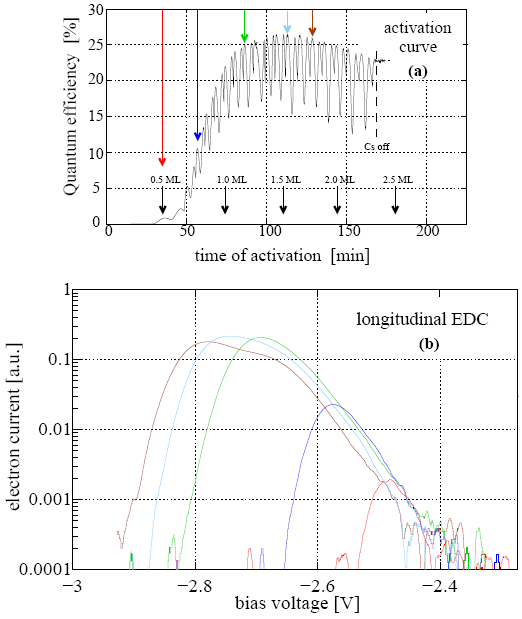 30
25
20
15
10
5
0
Quantum efficiency [%]
activation
curve
(a)
Cs off
0.5 ML
1.0 ML
1.5 ML
2.0 ML
2.5 ML
0
50
100
150
200
time of activation [min]
1
0.1
0.01
0.001
0.0001
electron current [a.u.]
longitudinal EDC
(b)
−3
−2.8
−2.6
−2.4
bias voltage [V]